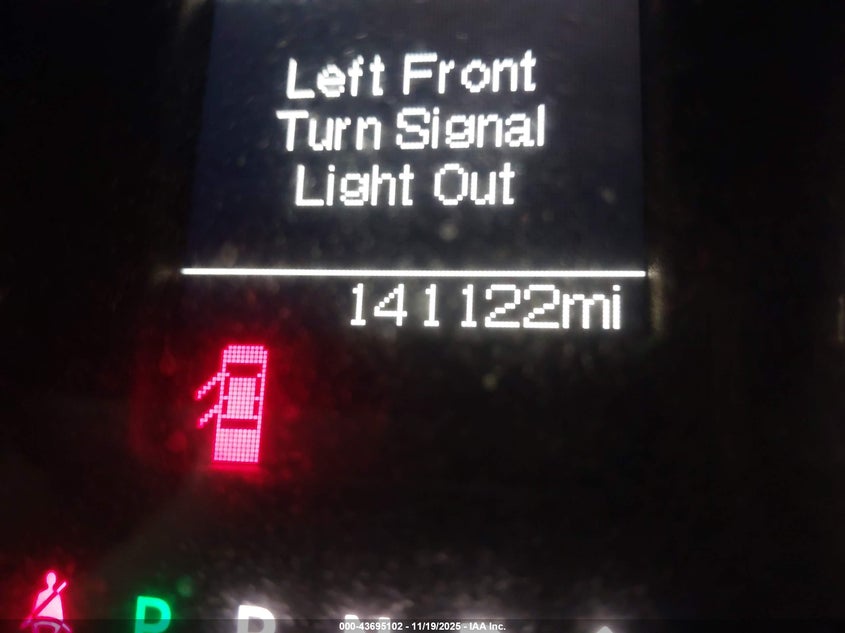 Left Front
Turn Signal
Light Out
141122mi
P R N
000-43695102 - 11/19/2025 - IAA Inc.